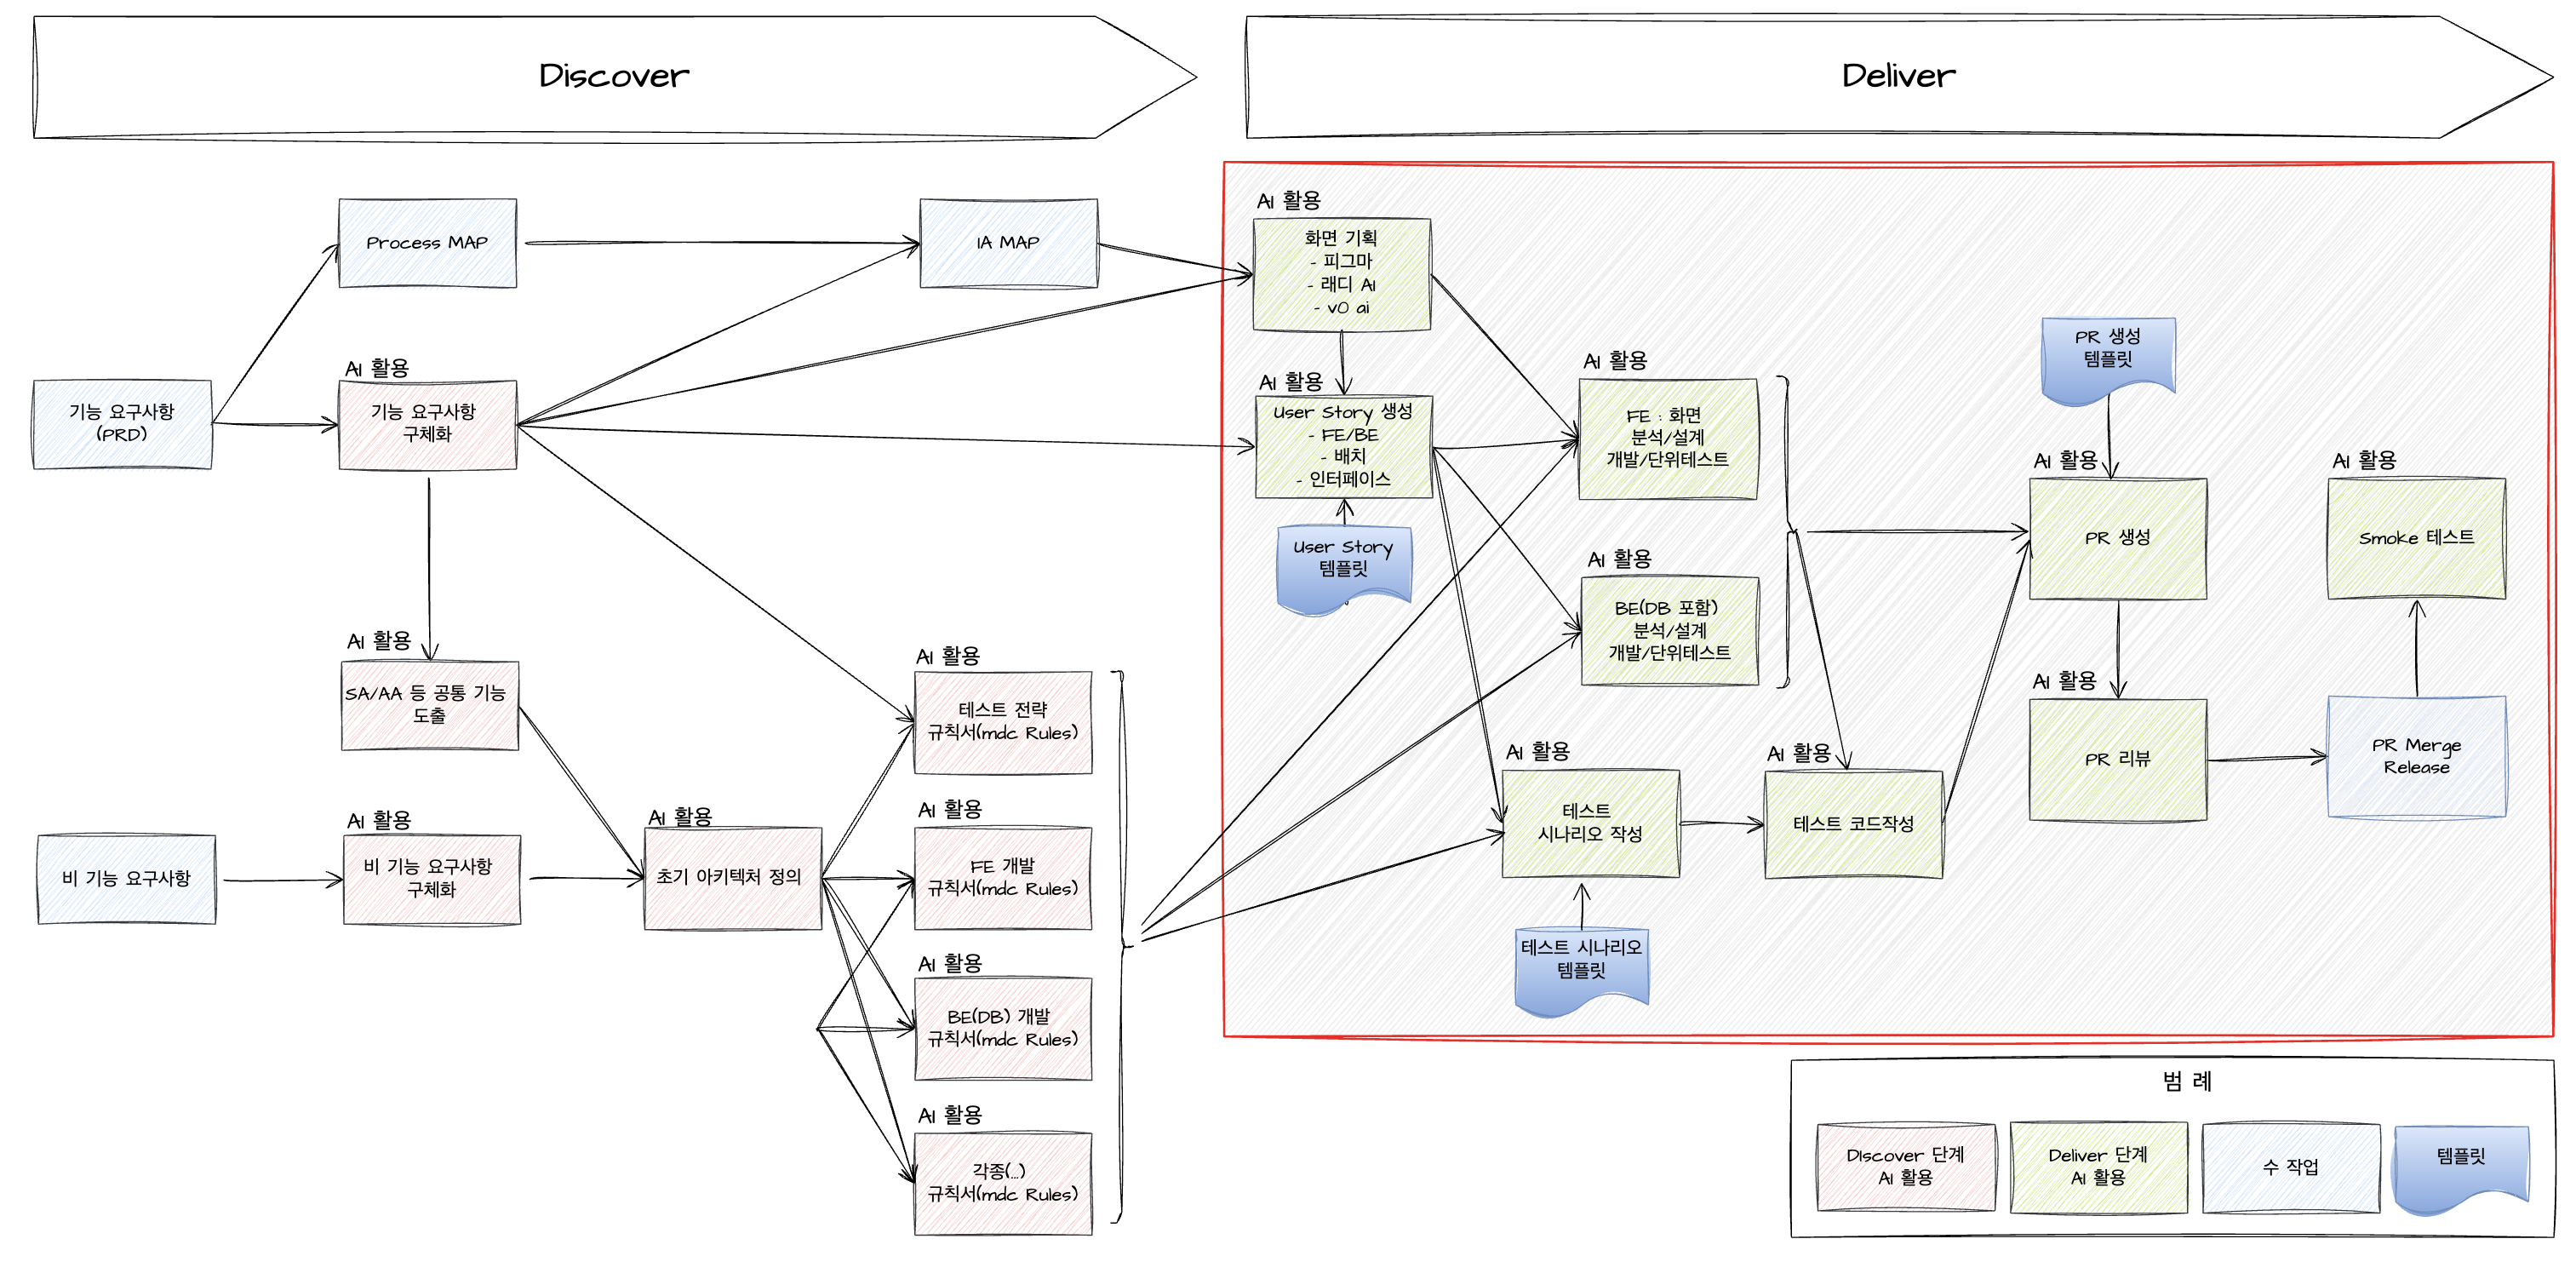 Discover
Deliver
Process MAP
IA MAP
기능 요구사항
(PRD)
AI 활용
기능 요구사항
구체화
AI 활용
SA/AA 등 공통 기능
도출
비 기능 요구사항
AI 활용
비 기능 요구사항
구체화
AI 활용
초기 아키텍처 정의
AI 활용
테스트 전략
규칙서(mdc Rules)
AI 활용
FE 개발
규칙서(mdc Rules)
AI 활용
BE(DB) 개발
규칙서(mdc Rules)
AI 활용
각종(...)
규칙서(mdc Rules)
AI 활용
화면 기획
- 피그마
- 래디 AI
- v0 ai
AI 활용
User Story 생성
- FE/BE
- 배치
- 인터페이스
User Story
템플릿
AI 활용
FE : 화면
분석/설계
개발/단위테스트
AI 활용
BE(DB 포함)
분석/설계
개발/단위테스트
AI 활용
테스트
시나리오 작성
테스트 시나리오
템플릿
AI 활용
테스트 코드작성
PR 생성
템플릿
AI 활용
PR 생성
AI 활용
PR 리뷰
PR Merge
Release
AI 활용
Smoke 테스트
범 례
DIscover 단계
AI 활용
Deliver 단계
AI 활용
수 작업
템플릿